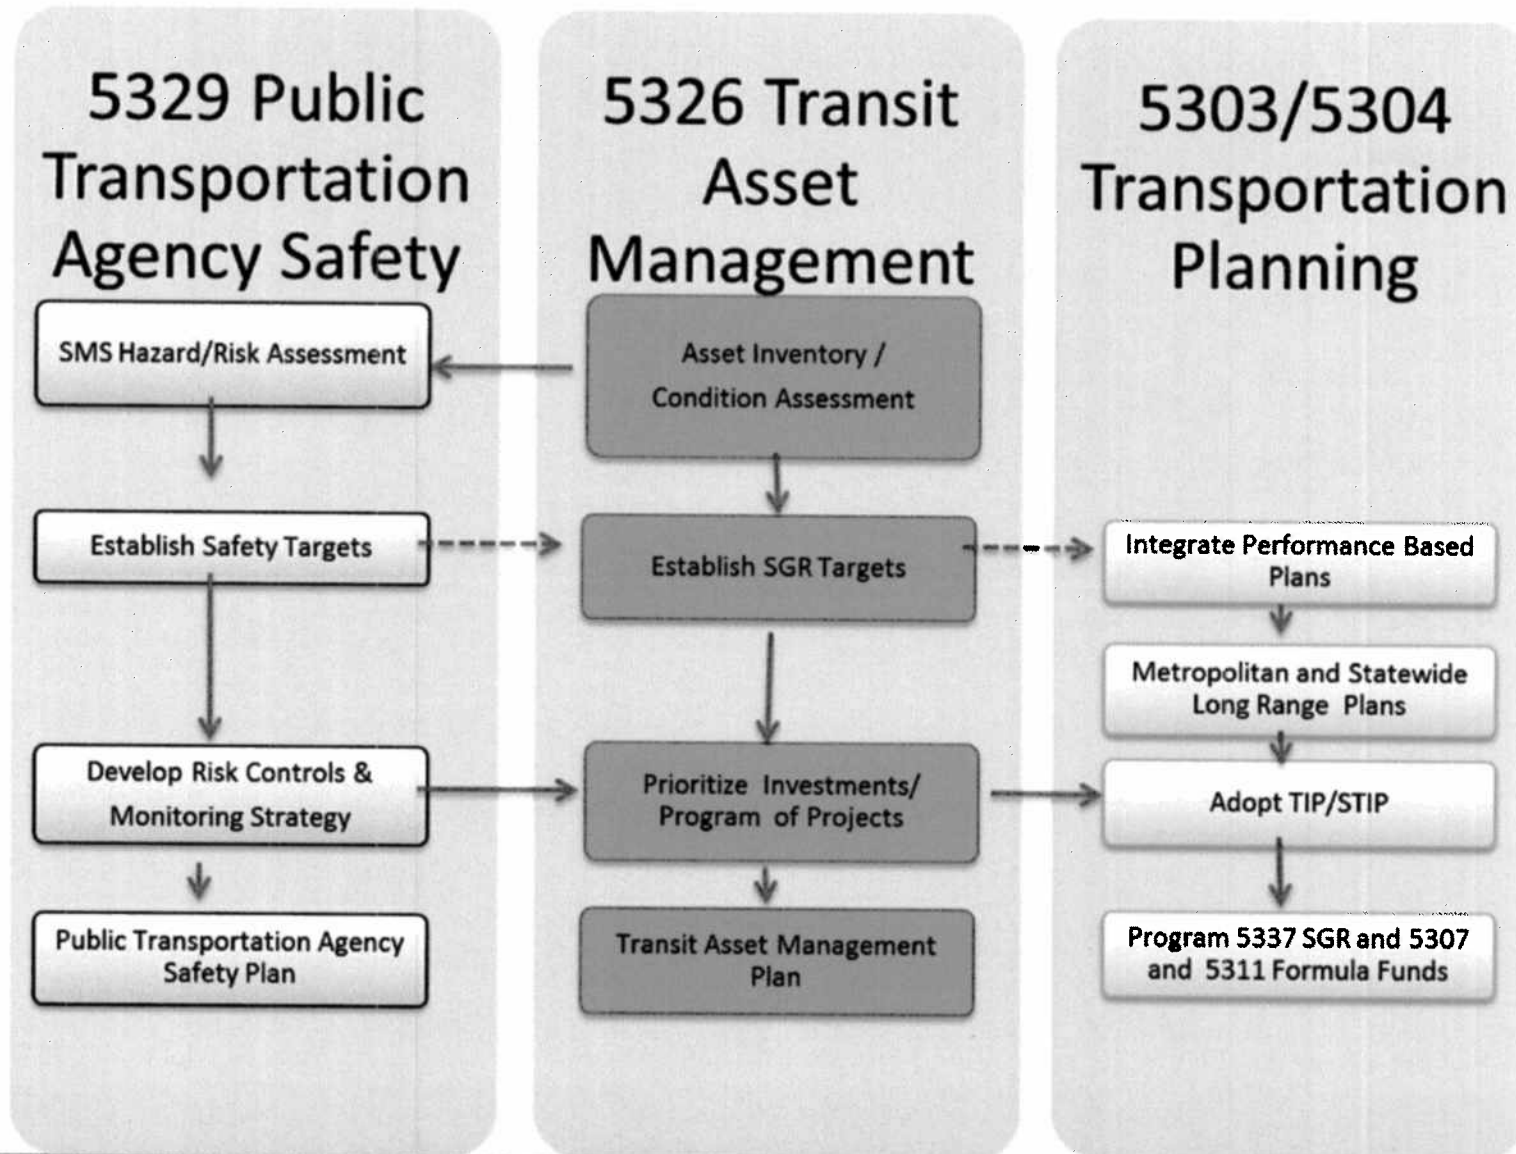 5329 Public
Transportation
Agency Safety
SMS Hazard/Risk Assessment
Establish Safety Targets
Develop Risk Controls &
Monitoring Strategy
Public Transportation Agency
Safety Plan
5326 Transit
Asset
Management
Asset Inventory /
Condition Assessment
Establish SGR Targets
Prioritize Investments/
Program of Projects
Transit Asset Management
Plan
5303/5304
Transportation
Planning
Integrate Performance Based
Plans
Metropolitan and Statewide
Long Range Plans
Adopt TIP/STIP
Program 5337 SGR and 5307
and 5311 Formula Funds